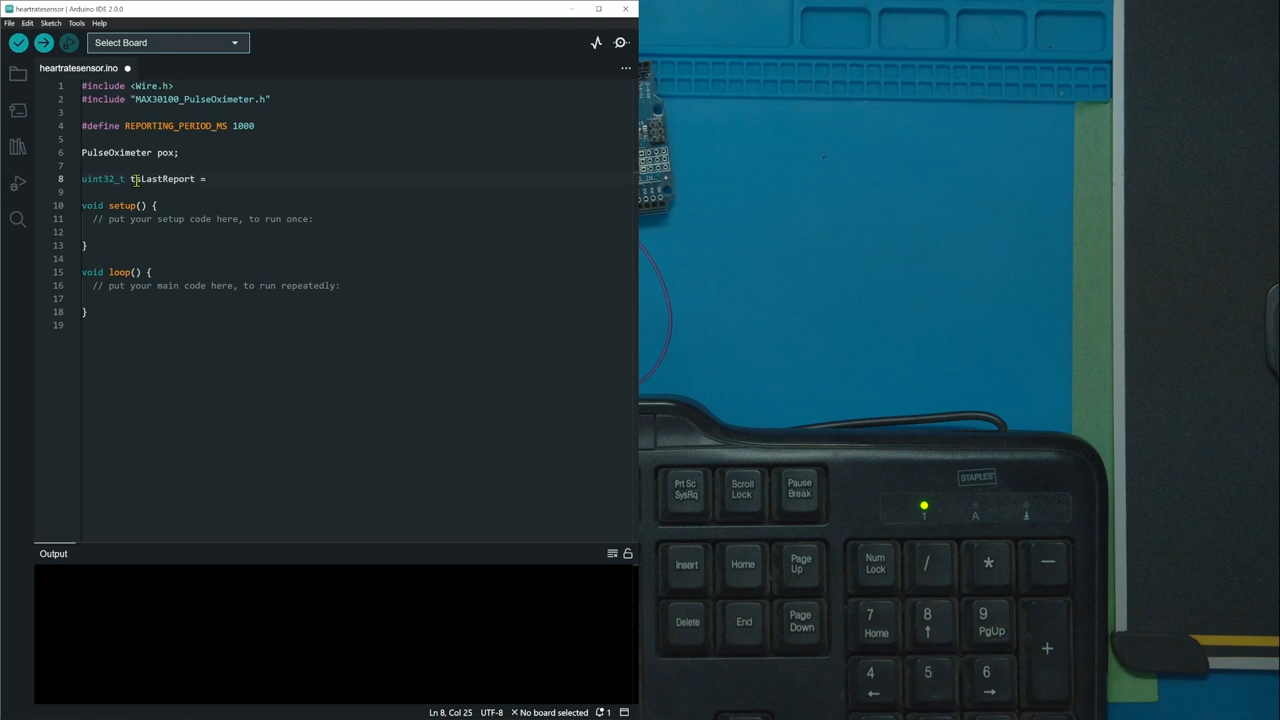 heartratesensor | Arduino IDE 2.0.0
File Edit Sketch Tools Help
Select Board
heartratesensor.ino
1 #include <Wire.h>
2 #include "MAX30100_PulseOximeter.h"
3
4 #define REPORTING_PERIOD_MS 1000
5
6 PulseOximeter pox;
7
8 uint32_t tsLastReport =
9
10 void setup() {
11 // put your setup code here, to run once:
12
13 }
14
15 void loop() {
16 // put your main code here, to run repeatedly:
17
18 }
19
Output
Ln 8, Col 25 UTF-8 No board selected 1
STAPLES
1 A
Prt Sc SysRq
Scroll Lock
Pause Break
Insert Home Page Up
Num Lock / * -
Delete End Page Down
7 Home 8 ↑ 9 PgUp +
4 ← 5 6 →